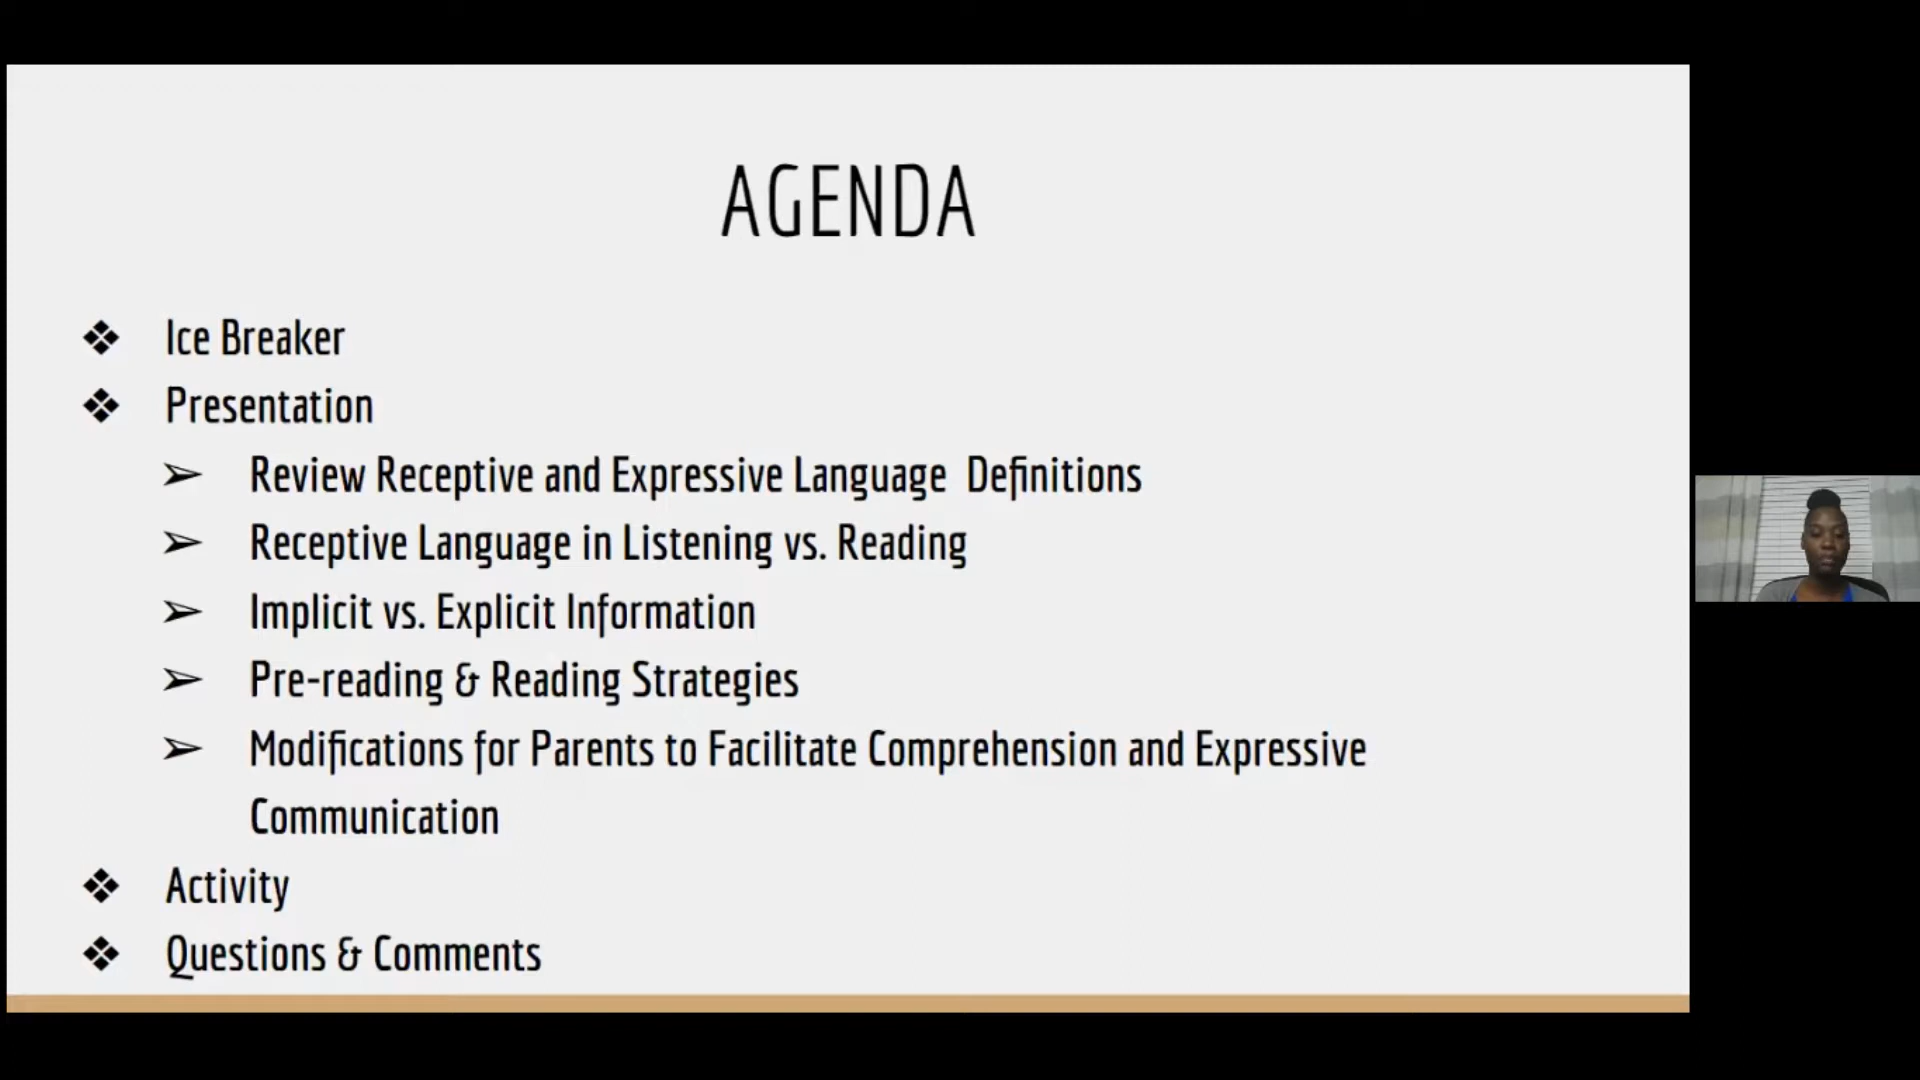 AGENDA
❖ Ice Breaker
❖ Presentation
➢ Review Receptive and Expressive Language Definitions
➢ Receptive Language in Listening vs. Reading
➢ Implicit vs. Explicit Information
➢ Pre-reading & Reading Strategies
➢ Modifications for Parents to Facilitate Comprehension and Expressive
Communication
❖ Activity
❖ Questions & Comments